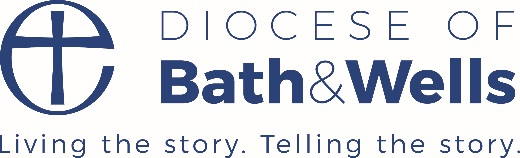 DIOCESE OF
Bath&Wells
Living the story. Telling the story.